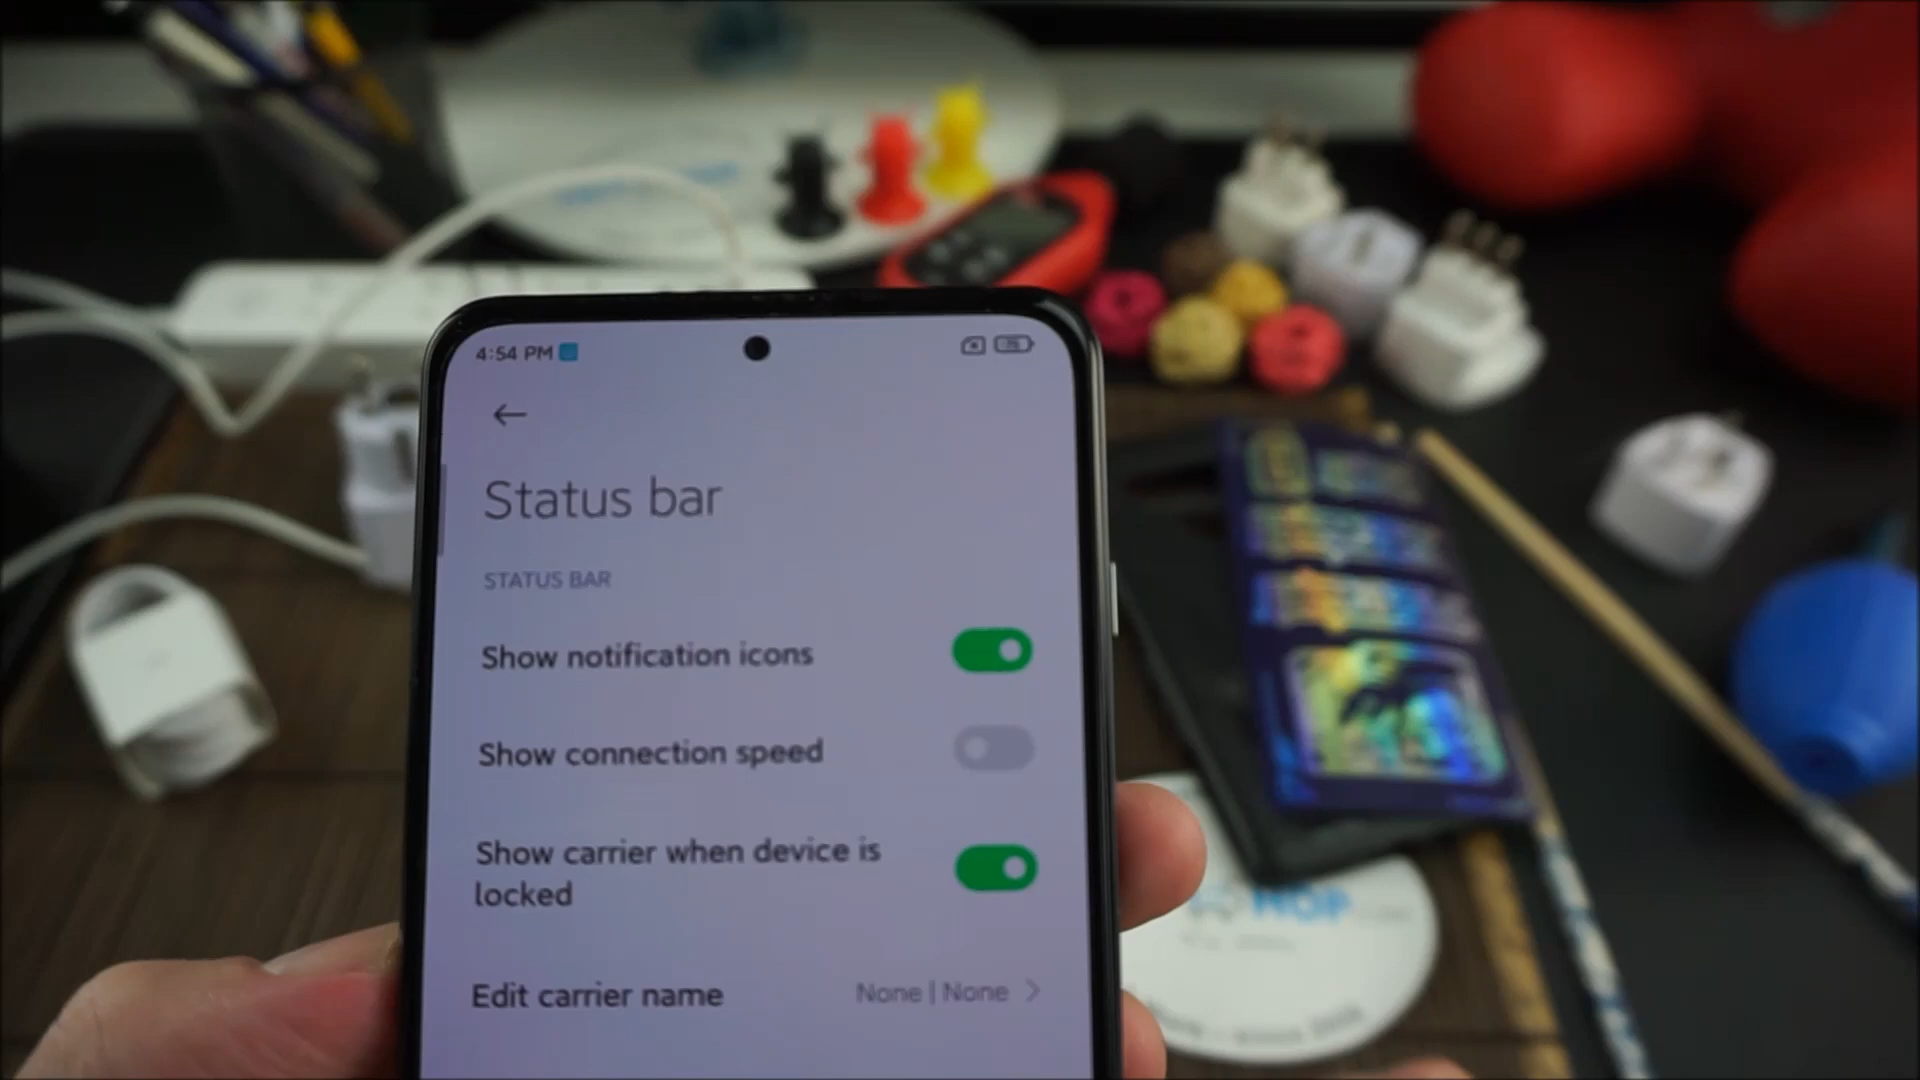 4:54 PM
Status bar
STATUS BAR
Show notification icons
Show connection speed
Show carrier when device is
locked
Edit carrier name None | None